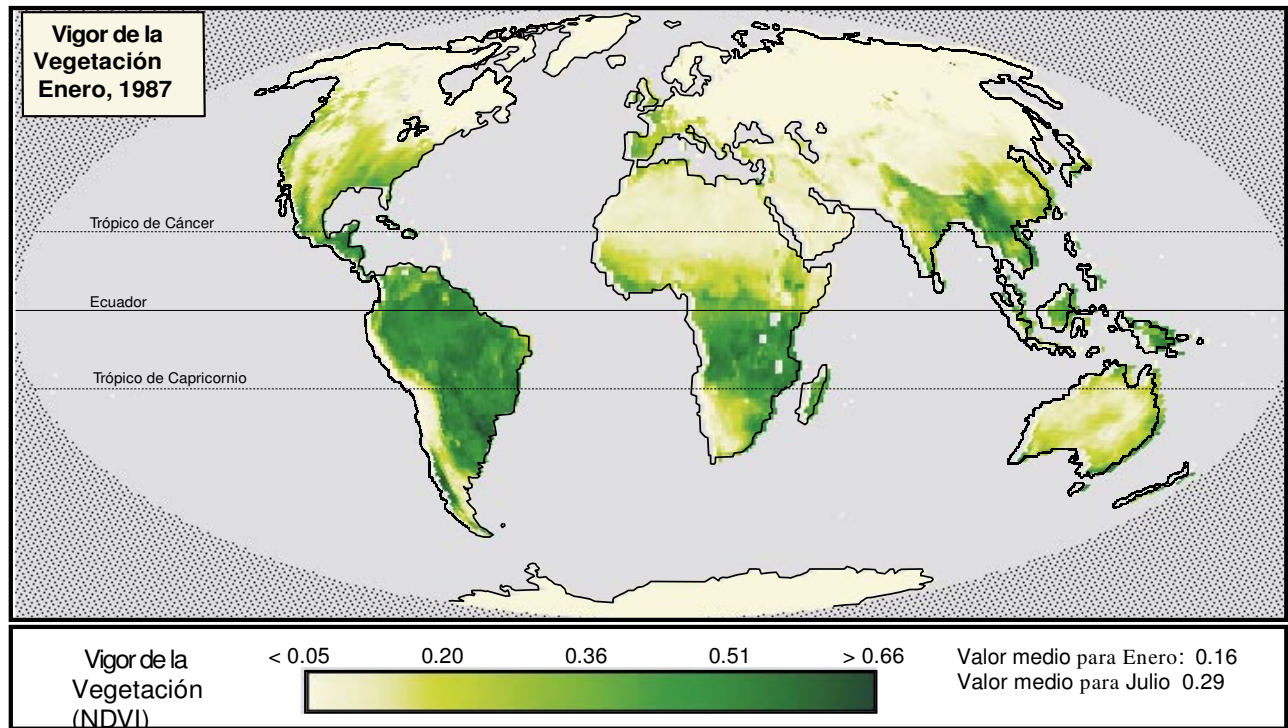 Vigor de la
Vegetación
Enero, 1987
Trópico de Cáncer
Ecuador
Trópico de Capricornio
Vigor de la
Vegetación
(NDVI)
< 0.05 0.20 0.36 0.51 > 0.66
Valor medio para Enero: 0.16
Valor medio para Julio 0.29